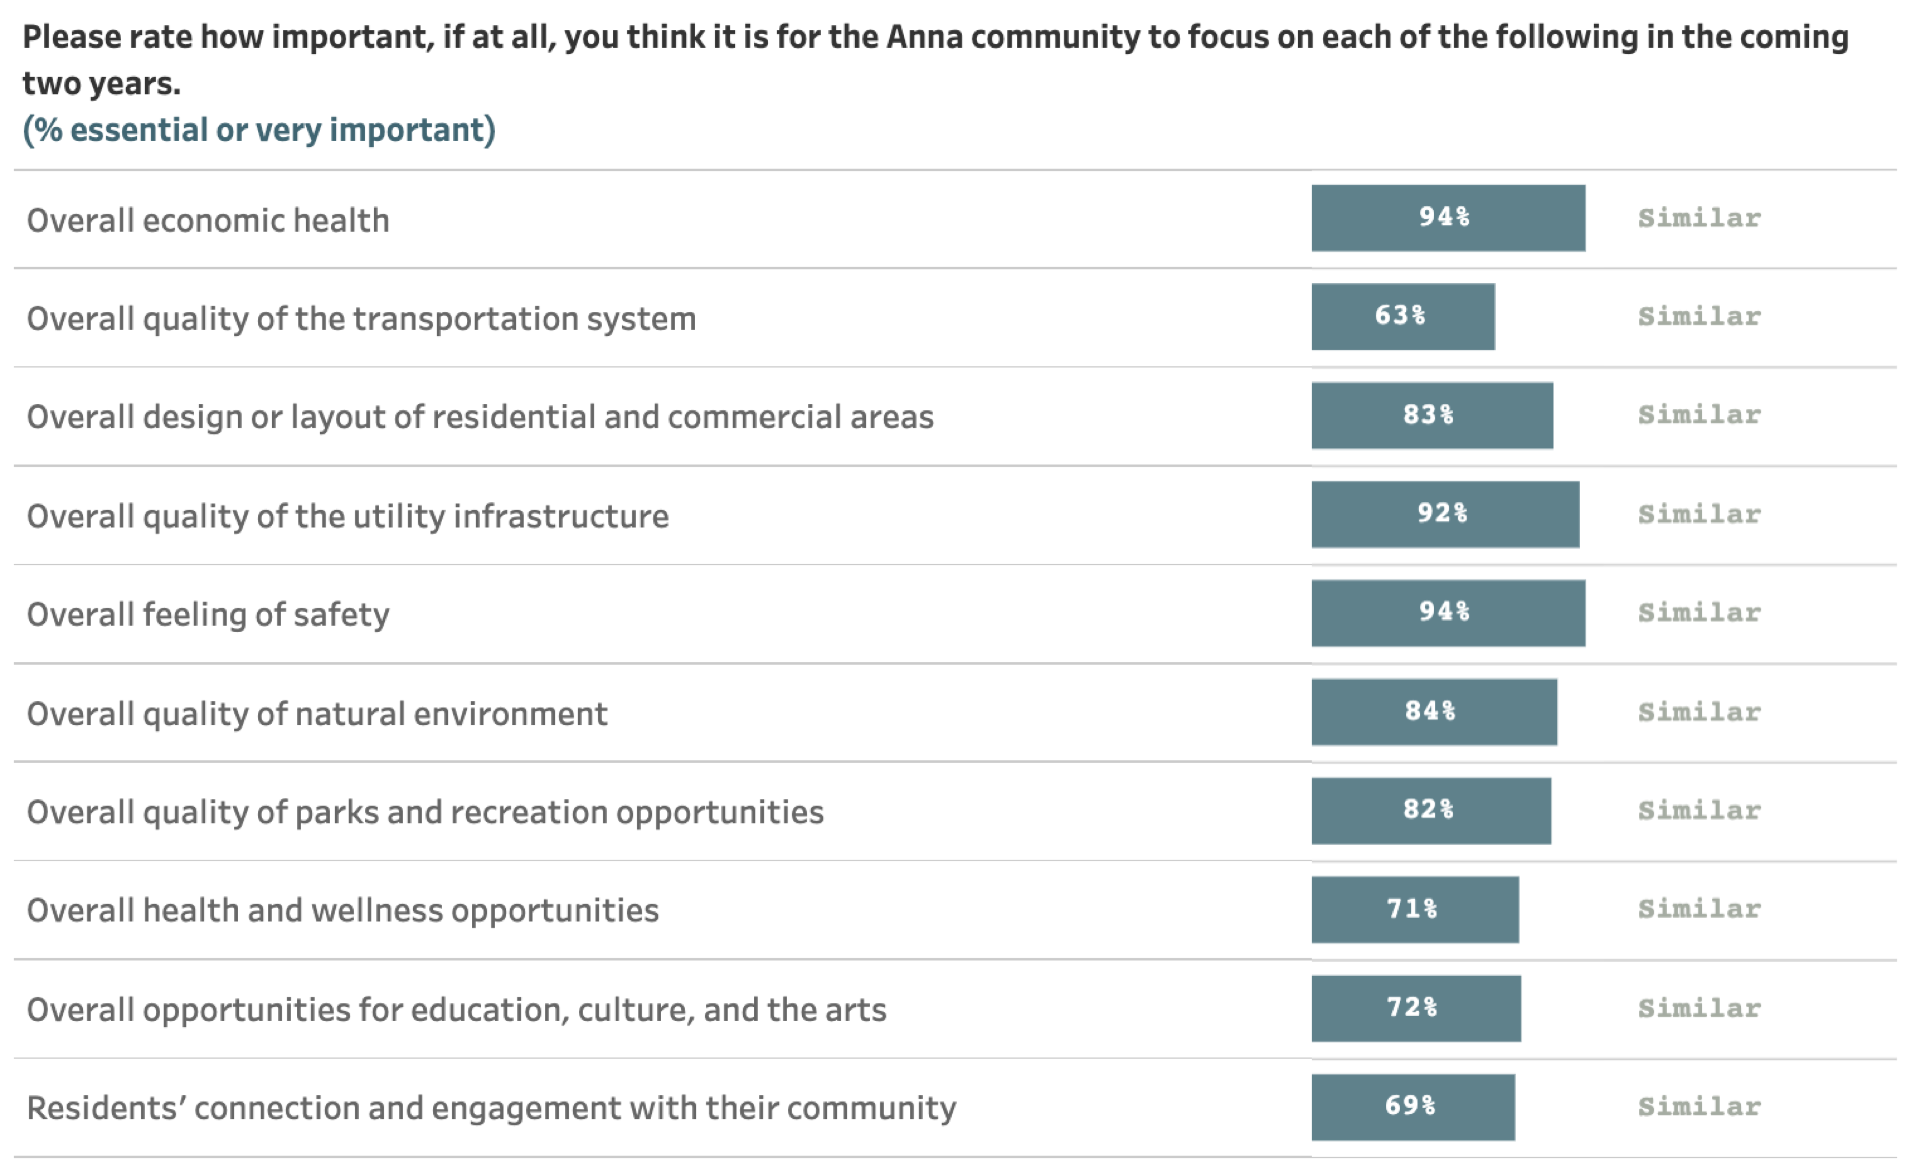 Please rate how important, if at all, you think it is for the Anna community to focus on each of the following in the coming
two years.
(% essential or very important)
Overall economic health 94% Similar
Overall quality of the transportation system 63% Similar
Overall design or layout of residential and commercial areas 83% Similar
Overall quality of the utility infrastructure 92% Similar
Overall feeling of safety 94% Similar
Overall quality of natural environment 84% Similar
Overall quality of parks and recreation opportunities 82% Similar
Overall health and wellness opportunities 71% Similar
Overall opportunities for education, culture, and the arts 72% Similar
Residents’ connection and engagement with their community 69% Similar